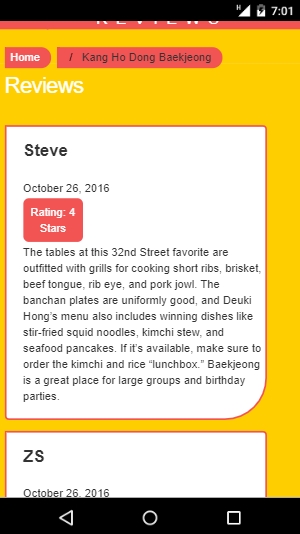 H 7:01
REVIEWS
Home / Kang Ho Dong Baekjeong
Reviews
Steve
October 26, 2016
Rating: 4
Stars
The tables at this 32nd Street favorite are
outfitted with grills for cooking short ribs, brisket,
beef tongue, rib eye, and pork jowl. The
banchan plates are uniformly good, and Deuki
Hong's menu also includes winning dishes like
stir-fried squid noodles, kimchi stew, and
seafood pancakes. If it's available, make sure to
order the kimchi and rice “lunchbox.” Baekjeong
is a great place for large groups and birthday
parties.
ZS
October 26, 2016